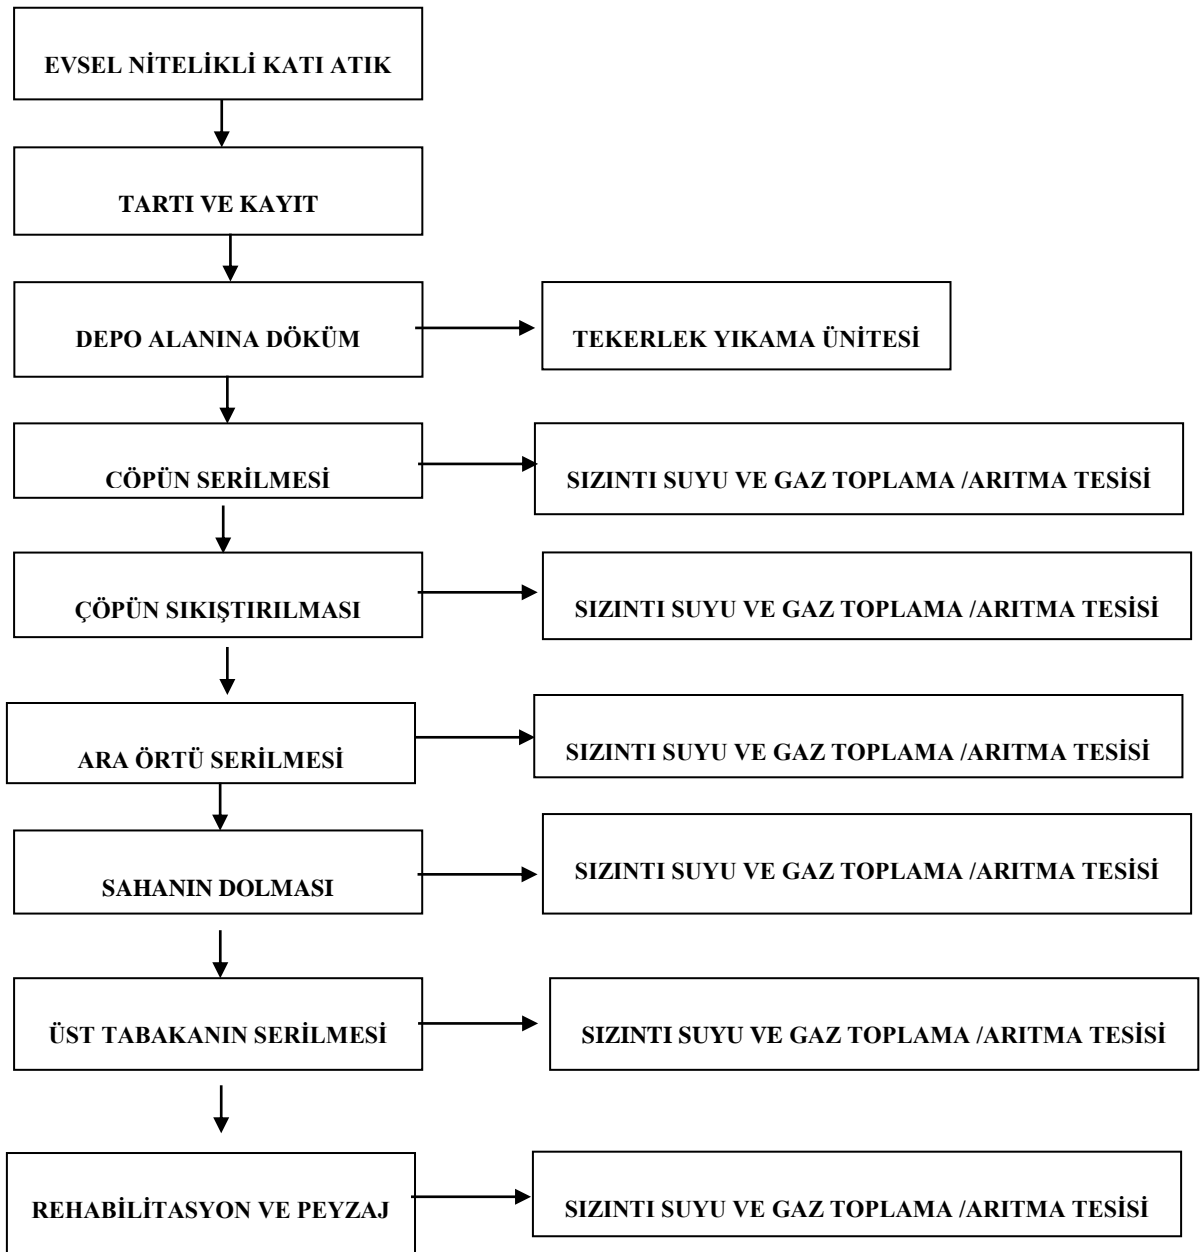 EVSEL NİTELİKLİ KATI ATIK
TARTI VE KAYIT
DEPO ALANINA DÖKÜM
TEKERLEK YIKAMA ÜNİTESİ
CÖPÜN SERİLMESİ
SIZINTI SUYU VE GAZ TOPLAMA /ARITMA TESİSİ
ÇÖPÜN SIKIŞTIRILMASI
SIZINTI SUYU VE GAZ TOPLAMA /ARITMA TESİSİ
ARA ÖRTÜ SERİLMESİ
SIZINTI SUYU VE GAZ TOPLAMA /ARITMA TESİSİ
SAHANIN DOLMASI
SIZINTI SUYU VE GAZ TOPLAMA /ARITMA TESİSİ
ÜST TABAKANIN SERİLMESİ
SIZINTI SUYU VE GAZ TOPLAMA /ARITMA TESİSİ
REHABİLİTASYON VE PEYZAJ
SIZINTI SUYU VE GAZ TOPLAMA /ARITMA TESİSİ